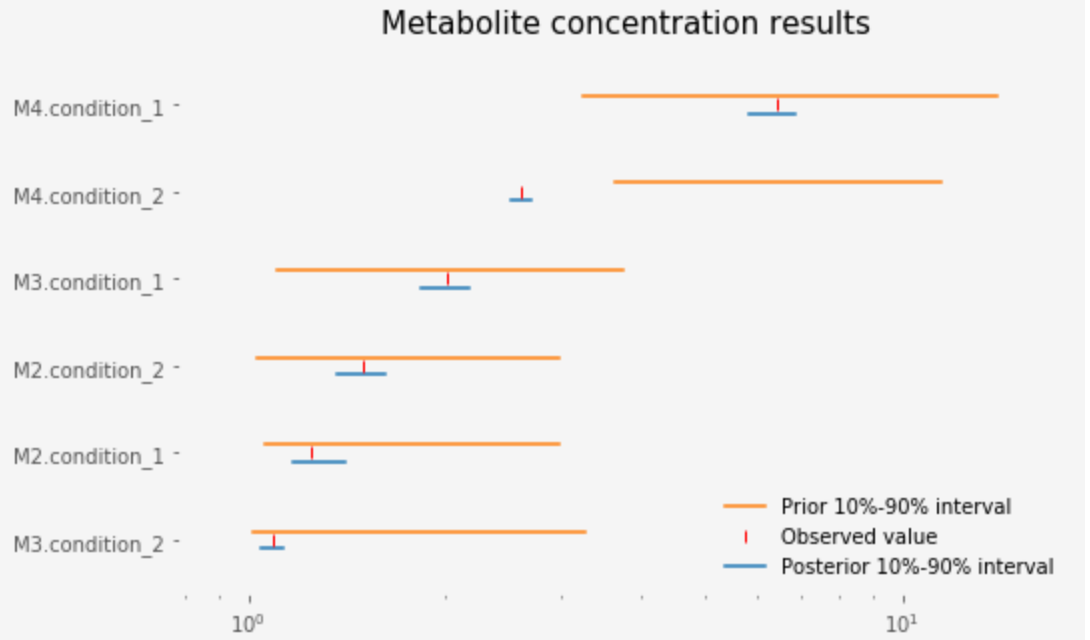 Metabolite concentration results
M4.condition_1
M4.condition_2
M3.condition_1
M2.condition_2
M2.condition_1
M3.condition_2
Prior 10%-90% interval
Observed value
Posterior 10%-90% interval
10⁰
10¹